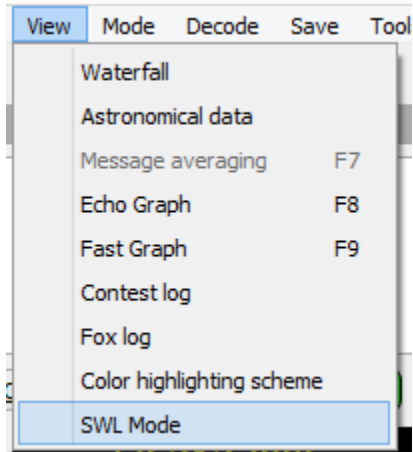 View Mode Decode Save Tool
Waterfall
Astronomical data
Message averaging F7
Echo Graph F8
Fast Graph F9
Contest log
Fox log
Color highlighting scheme
SWL Mode